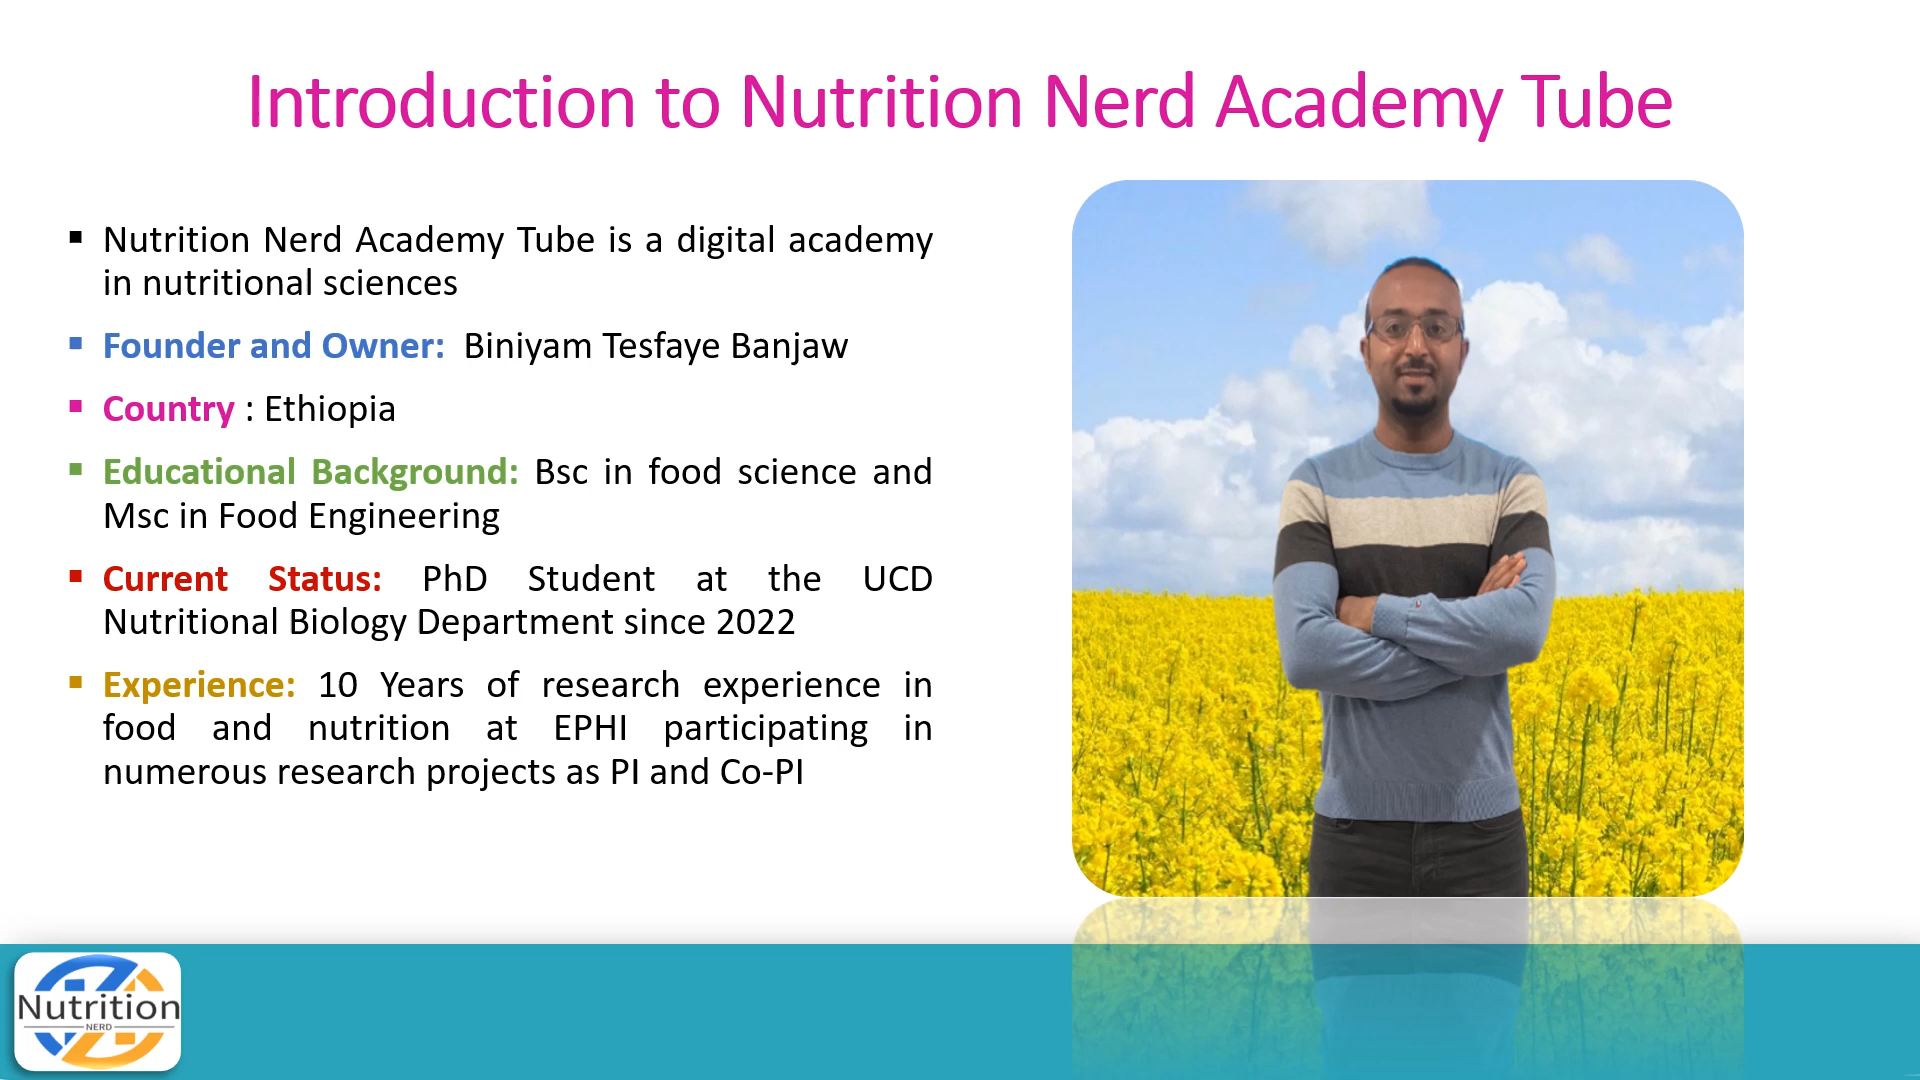 Introduction to Nutrition Nerd Academy Tube
▪ Nutrition Nerd Academy Tube is a digital academy
in nutritional sciences
▪ Founder and Owner: Biniyam Tesfaye Banjaw
▪ Country : Ethiopia
▪ Educational Background: Bsc in food science and
Msc in Food Engineering
▪ Current Status: PhD Student at the UCD
Nutritional Biology Department since 2022
▪ Experience: 10 Years of research experience in
food and nutrition at EPHI participating in
numerous research projects as PI and Co-PI
Nutrition
NERD